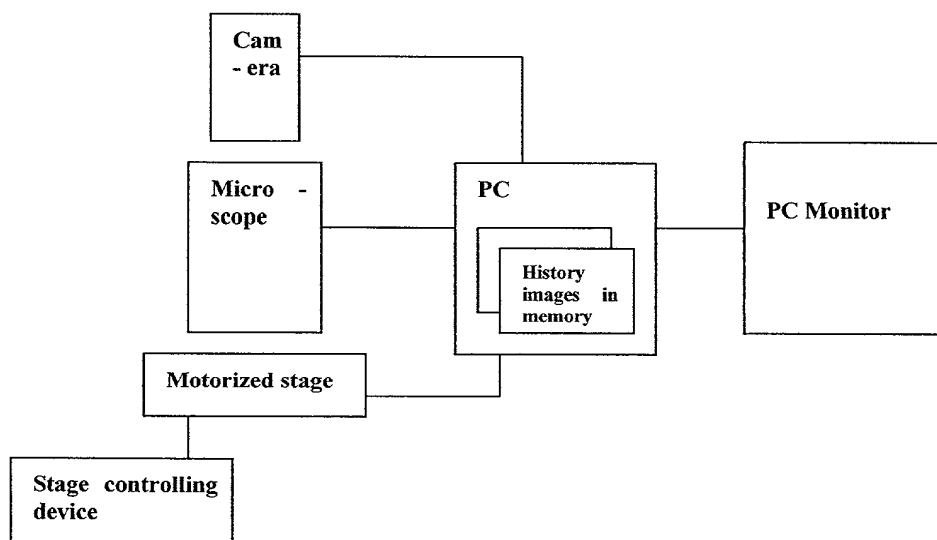 Cam
- era
Micro -
scope
PC
History
images in
memory
PC Monitor
Motorized stage
Stage controlling
device